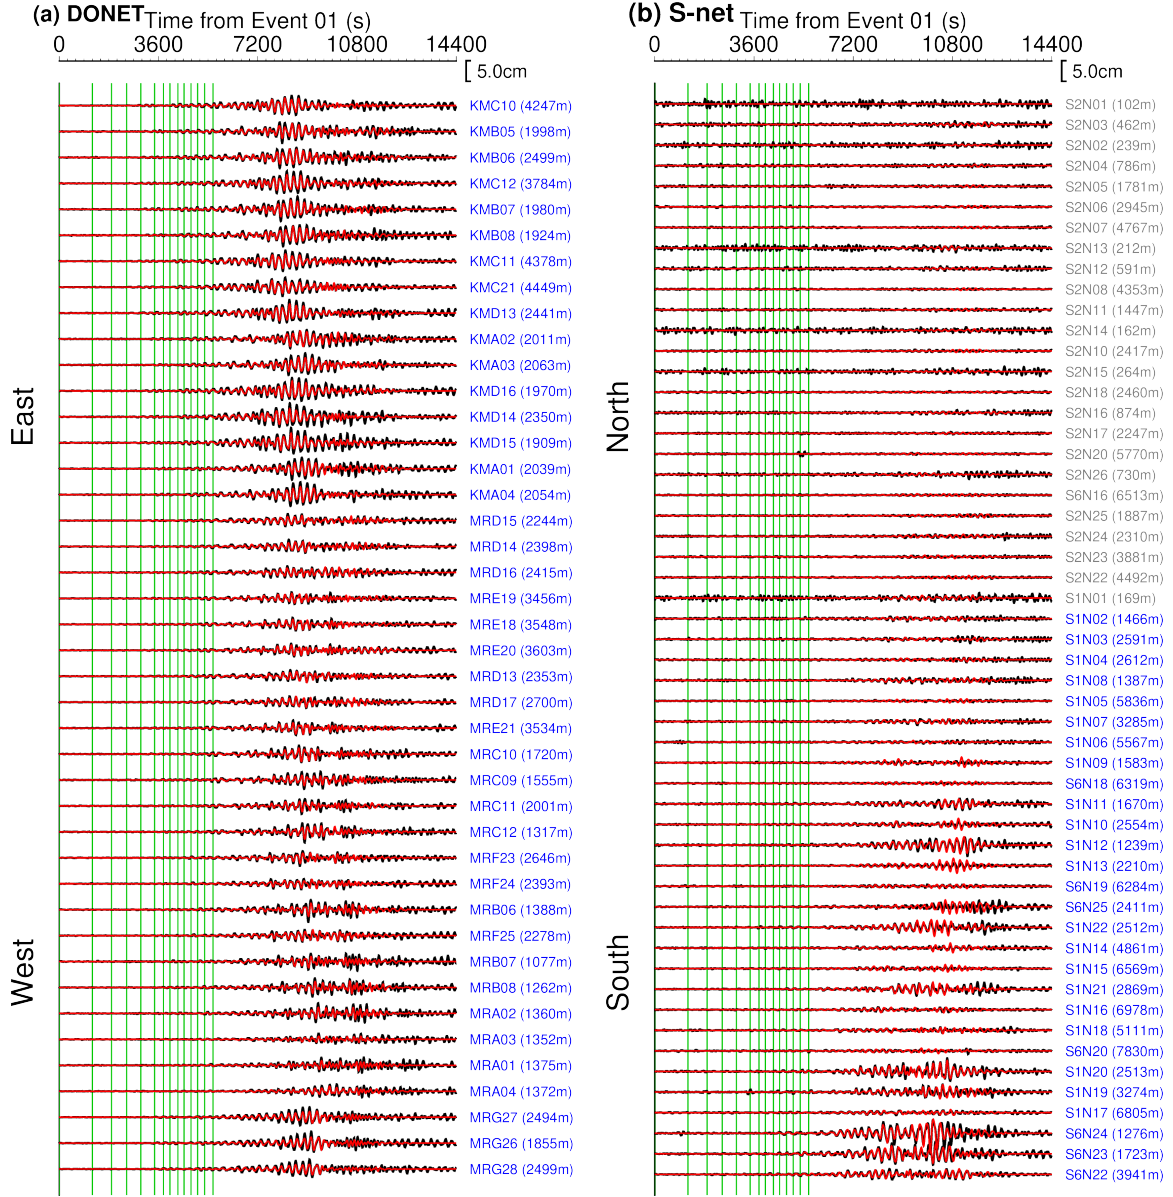 (a) DONET
Time from Event 01 (s)
0 3600 7200 10800 14400
5.0cm
KMC10 (4247m)
KMB05 (1998m)
KMB06 (2499m)
KMC12 (3784m)
KMB07 (1980m)
KMB08 (1924m)
KMC11 (4378m)
KMC21 (4449m)
KMD13 (2441m)
KMA02 (2011m)
KMA03 (2063m)
KMD16 (1970m)
KMD14 (2350m)
KMD15 (1909m)
KMA01 (2039m)
KMA04 (2054m)
MRD15 (2244m)
MRD14 (2398m)
MRD16 (2415m)
MRE19 (3456m)
MRE18 (3548m)
MRE20 (3603m)
MRD13 (2353m)
MRD17 (2700m)
MRE21 (3534m)
MRC10 (1720m)
MRC09 (1555m)
MRC11 (2001m)
MRC12 (1317m)
MRF23 (2646m)
MRF24 (2393m)
MRB06 (1388m)
MRF25 (2278m)
MRB07 (1077m)
MRB08 (1262m)
MRA02 (1360m)
MRA03 (1352m)
MRA01 (1375m)
MRA04 (1372m)
MRG27 (2494m)
MRG26 (1855m)
MRG28 (2499m)
East
West
(b) S-net
Time from Event 01 (s)
0 3600 7200 10800 14400
5.0cm
S2N01 (102m)
S2N03 (462m)
S2N02 (239m)
S2N04 (786m)
S2N05 (1781m)
S2N06 (2945m)
S2N07 (4767m)
S2N13 (212m)
S2N12 (591m)
S2N08 (4353m)
S2N11 (1447m)
S2N14 (162m)
S2N10 (2417m)
S2N15 (264m)
S2N18 (2460m)
S2N16 (874m)
S2N17 (2247m)
S2N20 (5770m)
S2N26 (730m)
S6N16 (6513m)
S2N25 (1887m)
S2N24 (2310m)
S2N23 (3881m)
S2N22 (4492m)
S1N01 (169m)
S1N02 (1466m)
S1N03 (2591m)
S1N04 (2612m)
S1N08 (1387m)
S1N05 (5836m)
S1N07 (3285m)
S1N06 (5567m)
S1N09 (1583m)
S6N18 (6319m)
S1N11 (1670m)
S1N10 (2554m)
S1N12 (1239m)
S1N13 (2210m)
S6N19 (6284m)
S6N25 (2411m)
S1N22 (2512m)
S1N14 (4861m)
S1N15 (6569m)
S1N21 (2869m)
S1N16 (6978m)
S1N18 (5111m)
S6N20 (7830m)
S1N20 (2513m)
S1N19 (3274m)
S1N17 (6805m)
S6N24 (1276m)
S6N23 (1723m)
S6N22 (3941m)
North
South